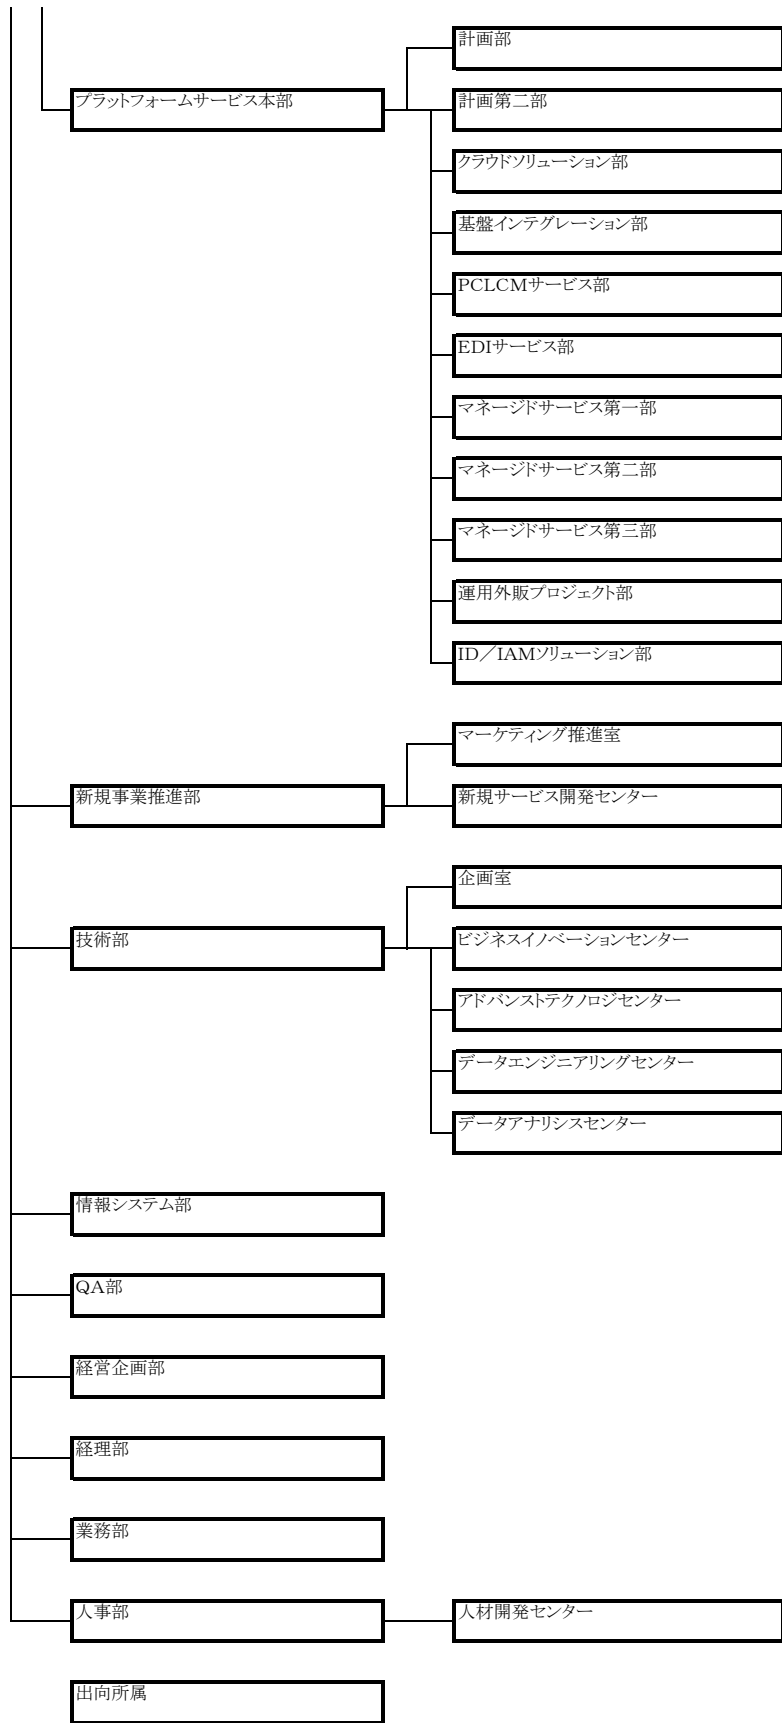 計画部
プラットフォームサービス本部
計画第二部
クラウドソリューション部
基盤インテグレーション部
PCLCMサービス部
EDIサービス部
マネージドサービス第一部
マネージドサービス第二部
マネージドサービス第三部
運用外販プロジェクト部
ID／IAMソリューション部
マーケティング推進室
新規事業推進部
新規サービス開発センター
企画室
技術部
ビジネスイノベーションセンター
アドバンストテクノロジセンター
データエンジニアリングセンター
データアナリシスセンター
情報システム部
QA部
経営企画部
経理部
業務部
人事部
人材開発センター
出向所属